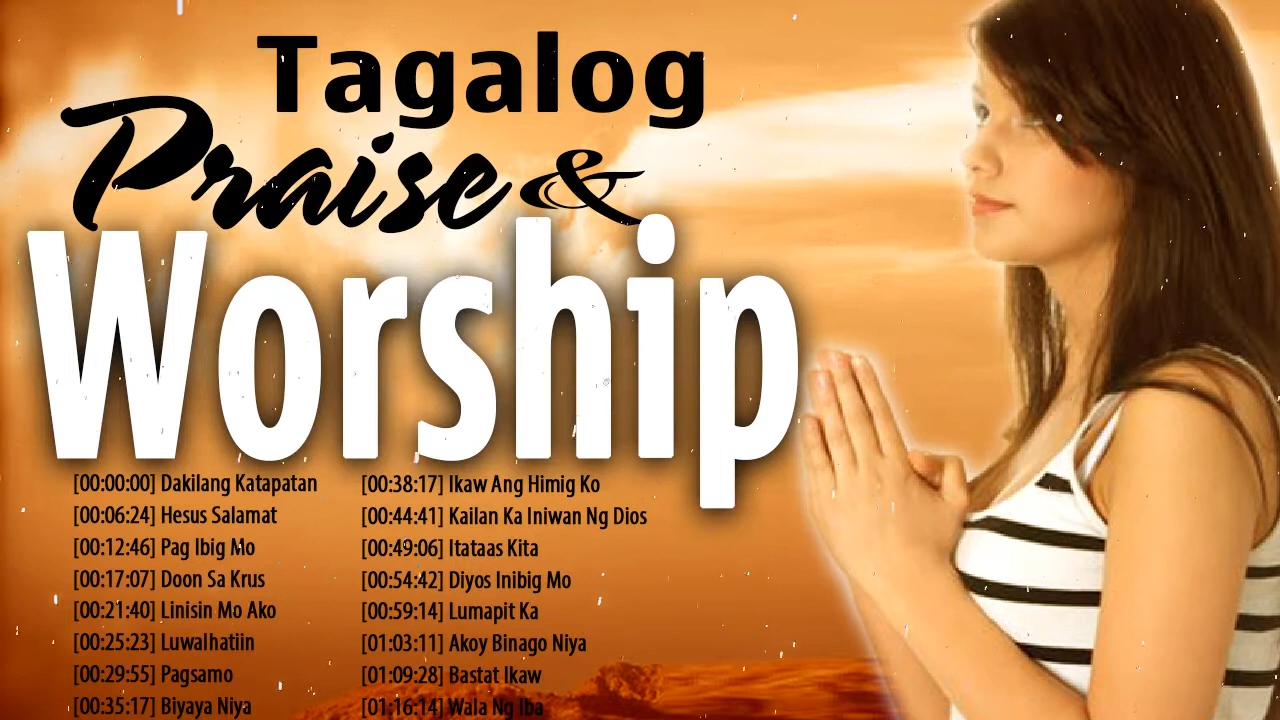 Tagalog
Praise &
Worship
[00:00:00] Dakilang Katapatan
[00:06:24] Hesus Salamat
[00:12:46] Pag Ibig Mo
[00:17:07] Doon Sa Krus
[00:21:40] Linisin Mo Ako
[00:25:23] Luwalhatiin
[00:29:55] Pagsamo
[00:35:17] Biyaya Niya
[00:38:17] Ikaw Ang Himig Ko
[00:44:41] Kailan Ka Iniwan Ng Dios
[00:49:06] Itataas Kita
[00:54:42] Diyos Inibig Mo
[00:59:14] Lumapit Ka
[01:03:11] Akoy Binago Niya
[01:09:28] Bastat Ikaw
[01:16:14] Wala Ng Iba